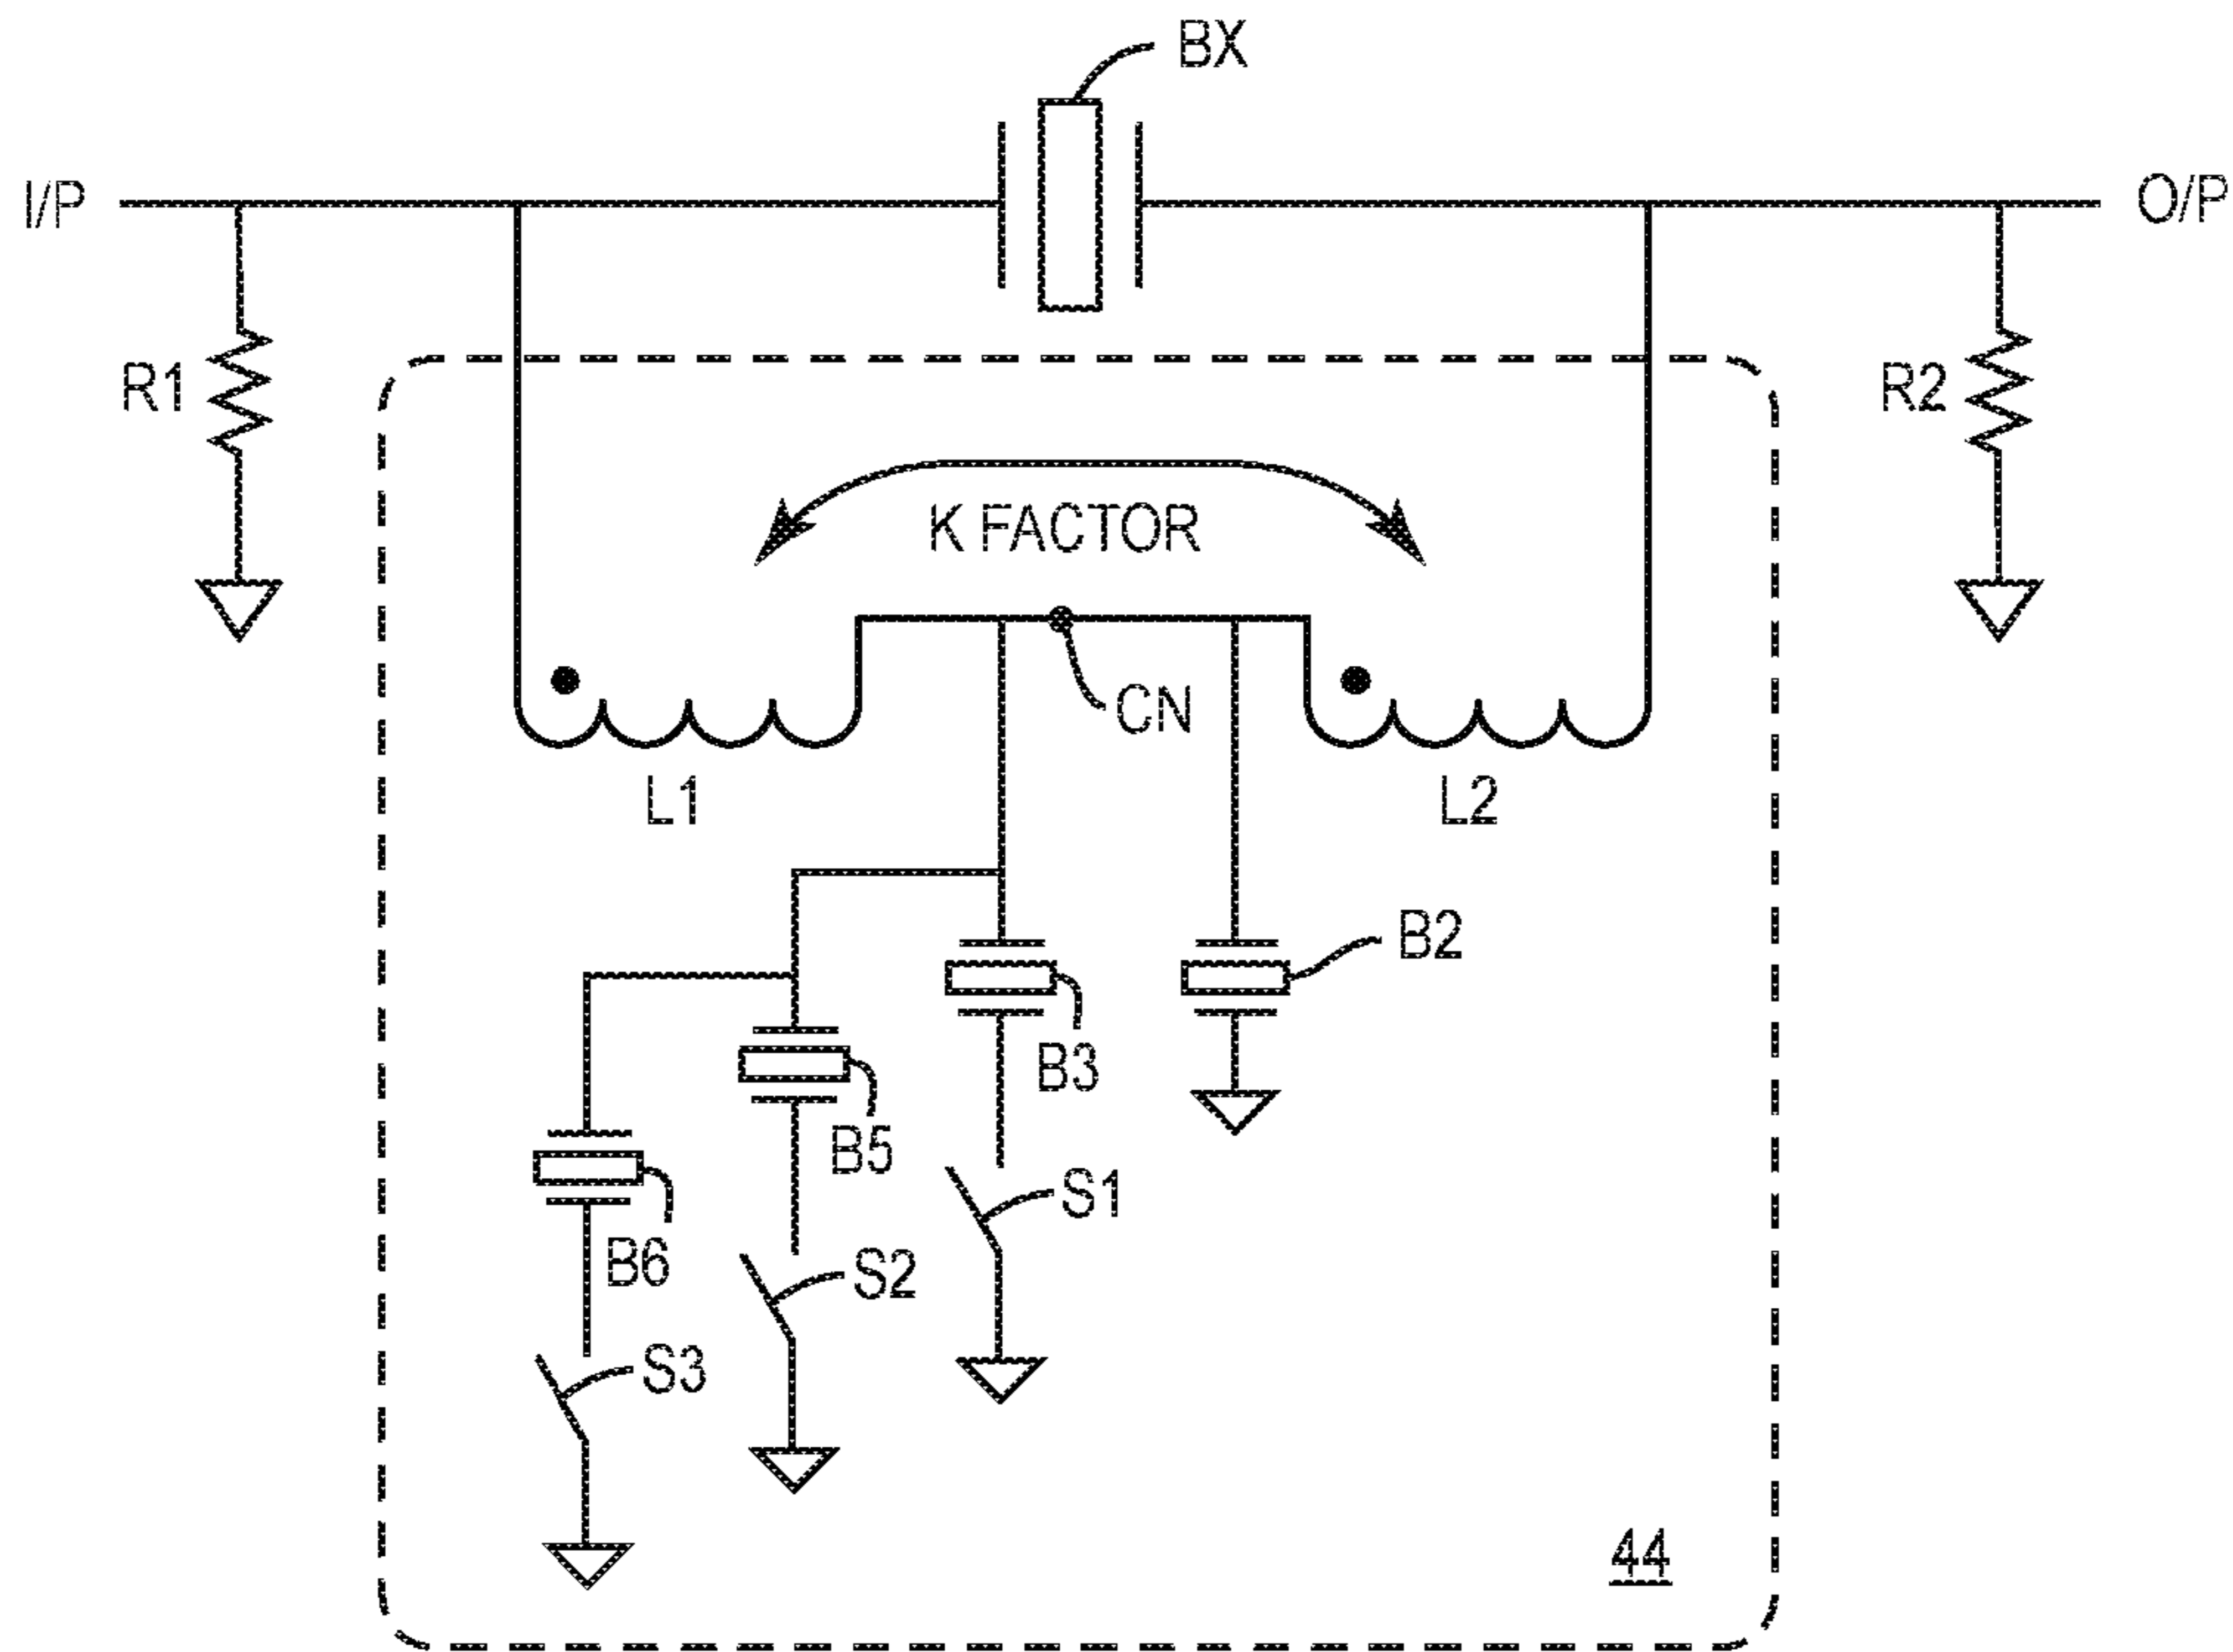 BX
I/P
O/P
R1
R2
K FACTOR
CN
L1
L2
B2
B3
B5
S1
B6
S2
S3
44